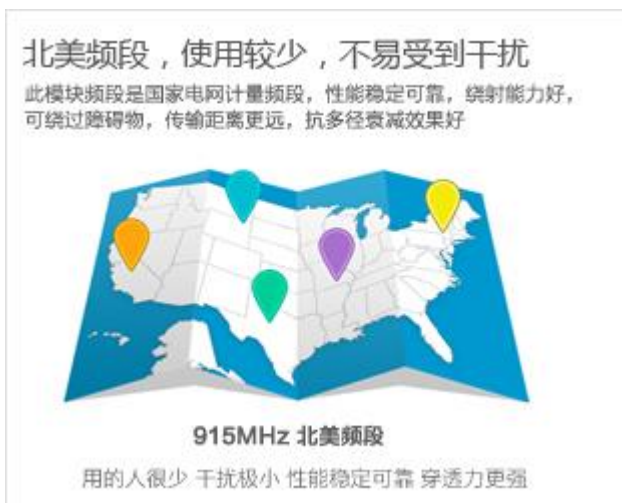 北美频段，使用较少，不易受到干扰
此模块频段是国家电网计量频段，性能稳定可靠，绕射能力好，
可绕过障碍物，传输距离更远，抗多径衰减效果好
915MHz 北美频段
用的人很少 干扰极小 性能稳定可靠 穿透力更强